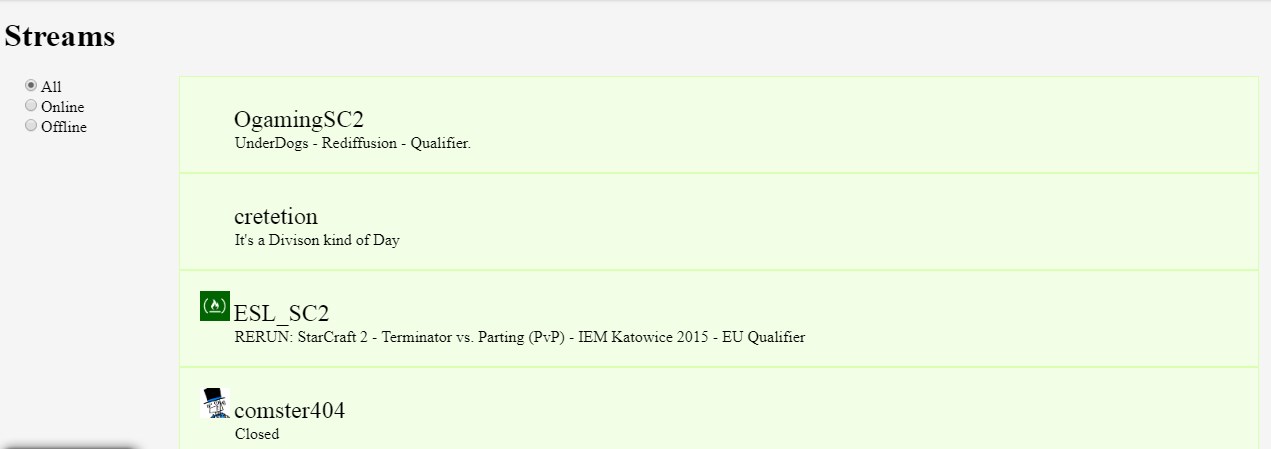 Streams
All
Online
Offline
OgamingSC2
UnderDogs - Rediffusion - Qualifier.
cretetion
It's a Divison kind of Day
ESL_SC2
RERUN: StarCraft 2 - Terminator vs. Parting (PvP) - IEM Katowice 2015 - EU Qualifier
comster404
Closed